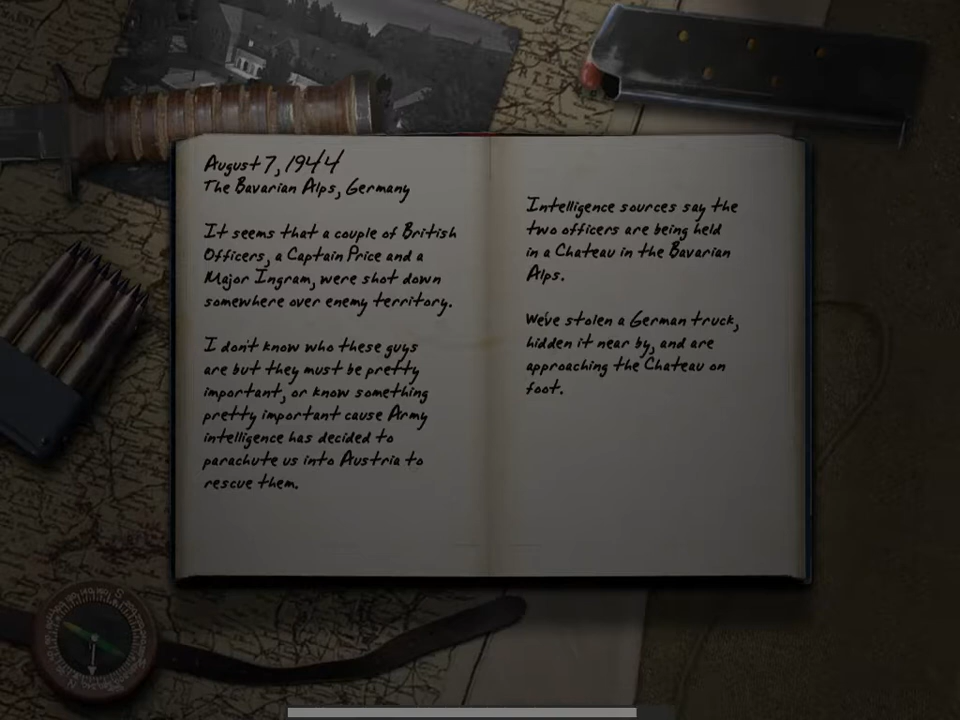 August 7, 1944
The Bavarian Alps, Germany
It seems that a couple of British
Officers, a Captain Price and a
Major Ingram, were shot down
somewhere over enemy territory.
I don't know who these guys
are but they must be pretty
important, or know something
pretty important cause Army
intelligence has decided to
parachute us into Austria to
rescue them.
Intelligence sources say the
two officers are being held
in a Chateau in the Bavarian
Alps.
We've stolen a German truck,
hidden it near by, and are
approaching the Chateau on
foot.